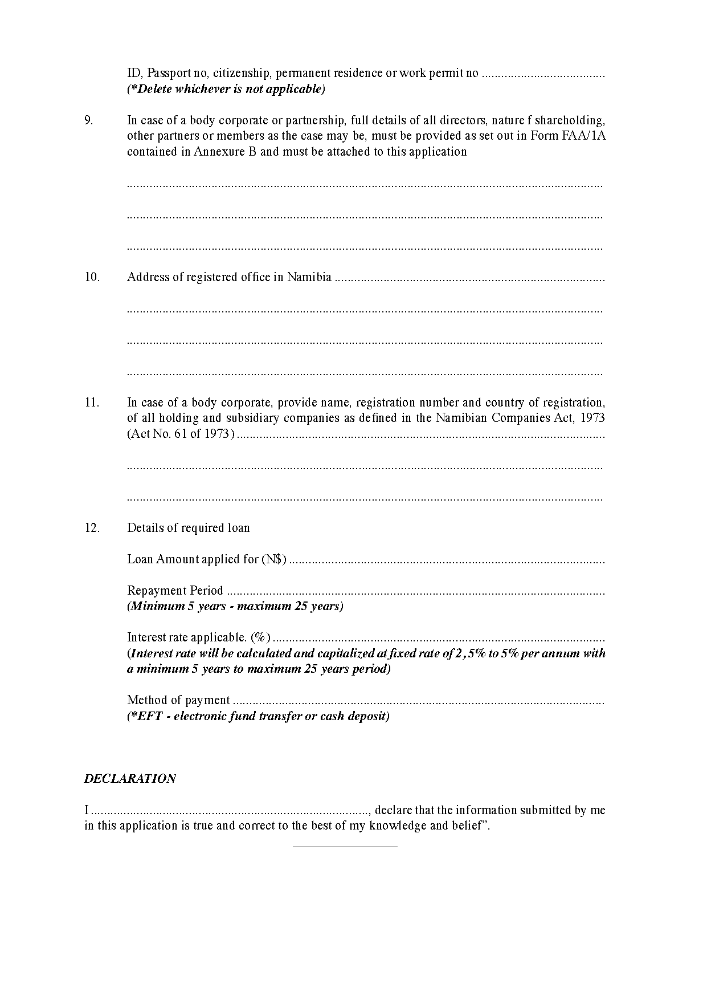 ID, Passport no, citizenship, permanent residence or work permit no ......................................
(*Delete whichever is not applicable)
9. In case of a body corporate or partnership, full details of all directors, nature f shareholding,
other partners or members as the case may be, must be provided as set out in Form FAA/1A
contained in Annexure B and must be attached to this application
....................................................................................................................................................
....................................................................................................................................................
....................................................................................................................................................
10. Address of registered office in Namibia ...................................................................................
....................................................................................................................................................
....................................................................................................................................................
....................................................................................................................................................
11. In case of a body corporate, provide name, registration number and country of registration,
of all holding and subsidiary companies as defined in the Namibian Companies Act, 1973
(Act No. 61 of 1973) .................................................................................................................
....................................................................................................................................................
....................................................................................................................................................
12. Details of required loan
Loan Amount applied for (N$) .................................................................................................
Repayment Period ....................................................................................................................
(Minimum 5 years - maximum 25 years)
Interest rate applicable. (%) ......................................................................................................
(Interest rate will be calculated and capitalized at fixed rate of 2,5% to 5% per annum with
a minimum 5 years to maximum 25 years period)
Method of payment ..................................................................................................................
(*EFT - electronic fund transfer or cash deposit)
DECLARATION
I ....................................................................................., declare that the information submitted by me
in this application is true and correct to the best of my knowledge and belief”.
________________